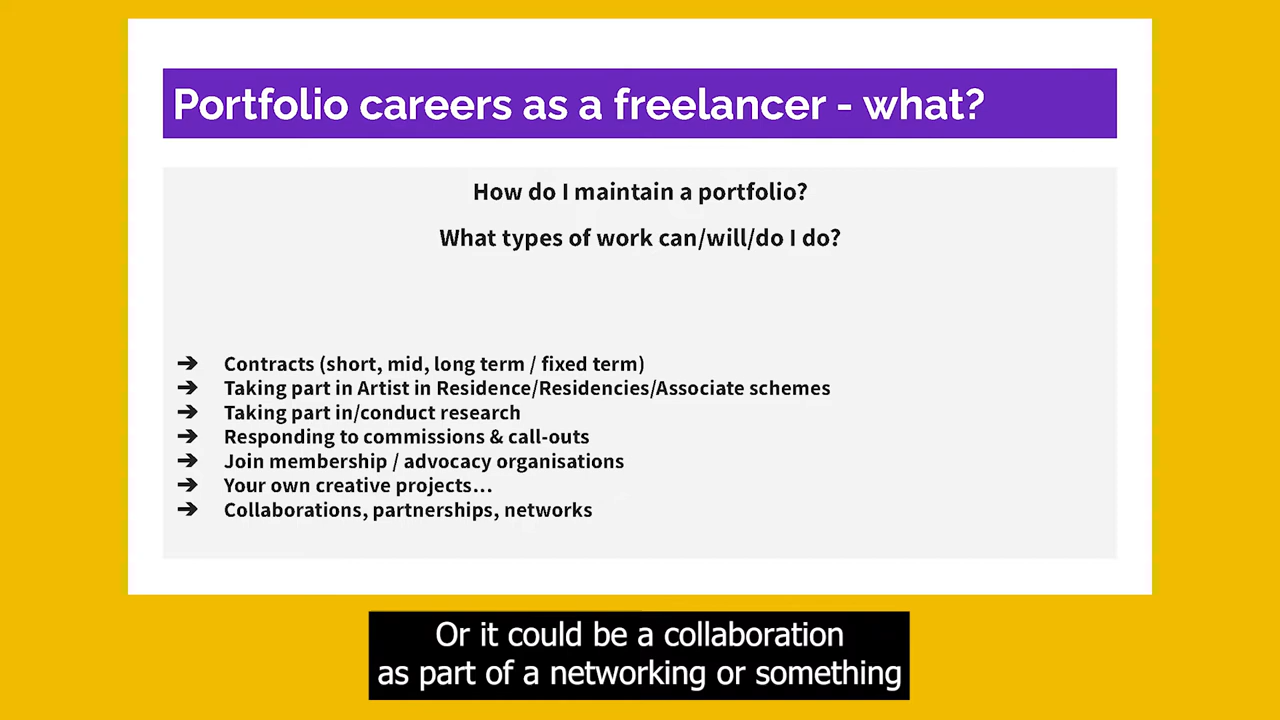 Portfolio careers as a freelancer - what?
How do I maintain a portfolio?
What types of work can/will/do I do?
➔ Contracts (short, mid, long term / fixed term)
➔ Taking part in Artist in Residence/Residencies/Associate schemes
➔ Taking part in/conduct research
➔ Responding to commissions & call-outs
➔ Join membership / advocacy organisations
➔ Your own creative projects...
➔ Collaborations, partnerships, networks
Or it could be a collaboration
as part of a networking or something